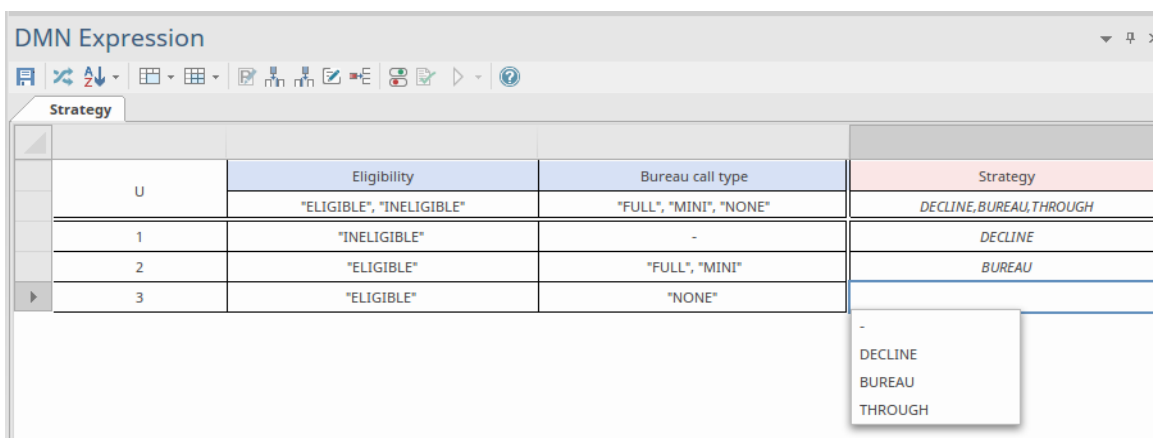 DMN Expression
Strategy
U Eligibility Bureau call type Strategy
"ELIGIBLE", "INELIGIBLE" "FULL", "MINI", "NONE" DECLINE,BUREAU,THROUGH
1 "INELIGIBLE" - DECLINE
2 "ELIGIBLE" "FULL", "MINI" BUREAU
3 "ELIGIBLE" "NONE"
-
DECLINE
BUREAU
THROUGH